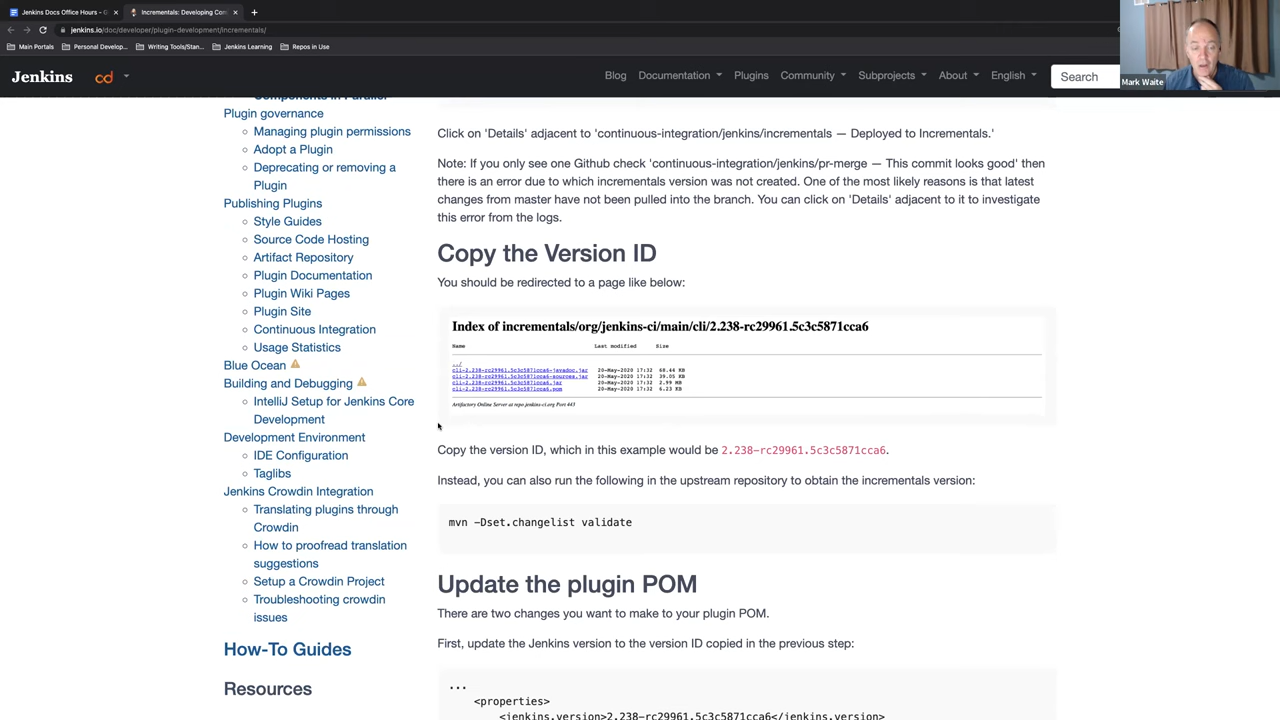 Jenkins Docs Office Hours – G
Incrementals: Developing Con
jenkins.io/doc/developer/plugin-development/incrementals/
Main Portals
Personal Develop...
Writing Tools/Stan...
Jenkins Learning
Repos in Use
Jenkins
cd
Blog
Documentation
Plugins
Community
Subprojects
About
English
Search
Mark Waite
Components in Parallel
Plugin governance
Managing plugin permissions
Adopt a Plugin
Deprecating or removing a
Plugin
Publishing Plugins
Style Guides
Source Code Hosting
Artifact Repository
Plugin Documentation
Plugin Wiki Pages
Plugin Site
Continuous Integration
Usage Statistics
Blue Ocean
Building and Debugging
IntelliJ Setup for Jenkins Core
Development
Development Environment
IDE Configuration
Taglibs
Jenkins Crowdin Integration
Translating plugins through
Crowdin
How to proofread translation
suggestions
Setup a Crowdin Project
Troubleshooting crowdin
issues
How-To Guides
Resources
Click on 'Details' adjacent to 'continuous-integration/jenkins/incrementals — Deployed to Incrementals.'
Note: If you only see one Github check 'continuous-integration/jenkins/pr-merge — This commit looks good' then
there is an error due to which incrementals version was not created. One of the most likely reasons is that latest
changes from master have not been pulled into the branch. You can click on 'Details' adjacent to it to investigate
this error from the logs.
Copy the Version ID
You should be redirected to a page like below:
Index of incrementals/org/jenkins-ci/main/cli/2.238-rc29961.5c3c5871cca6
Name Last modified Size
../
cli-2.238-rc29961.5c3c5871cca6-javadoc.jar 20-May-2020 17:32 68.44 KB
cli-2.238-rc29961.5c3c5871cca6-sources.jar 20-May-2020 17:32 39.05 KB
cli-2.238-rc29961.5c3c5871cca6.jar 20-May-2020 17:32 2.99 MB
cli-2.238-rc29961.5c3c5871cca6.pom 20-May-2020 17:32 6.23 KB
Artifactory Online Server at repo.jenkins-ci.org Port 443
Copy the version ID, which in this example would be 2.238-rc29961.5c3c5871cca6.
Instead, you can also run the following in the upstream repository to obtain the incrementals version:
mvn -Dset.changelist validate
Update the plugin POM
There are two changes you want to make to your plugin POM.
First, update the Jenkins version to the version ID copied in the previous step:
...
<properties>
<jenkins.version>2.238-rc29961.5c3c5871cca6</jenkins.version>